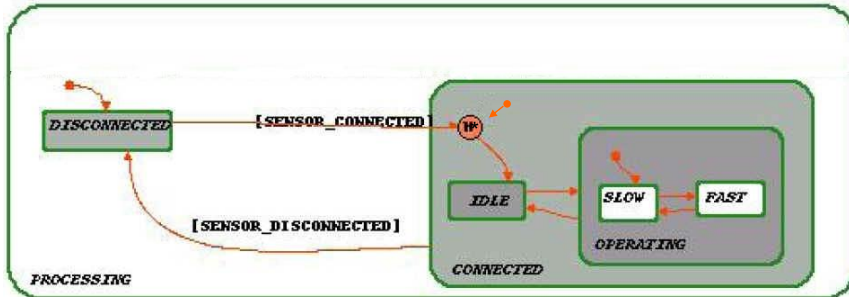 DISCONNECTED
[SENSOR_CONNECTED]
H*
IDLE
SLOW
FAST
[SENSOR_DISCONNECTED]
OPERATING
CONNECTED
PROCESSING